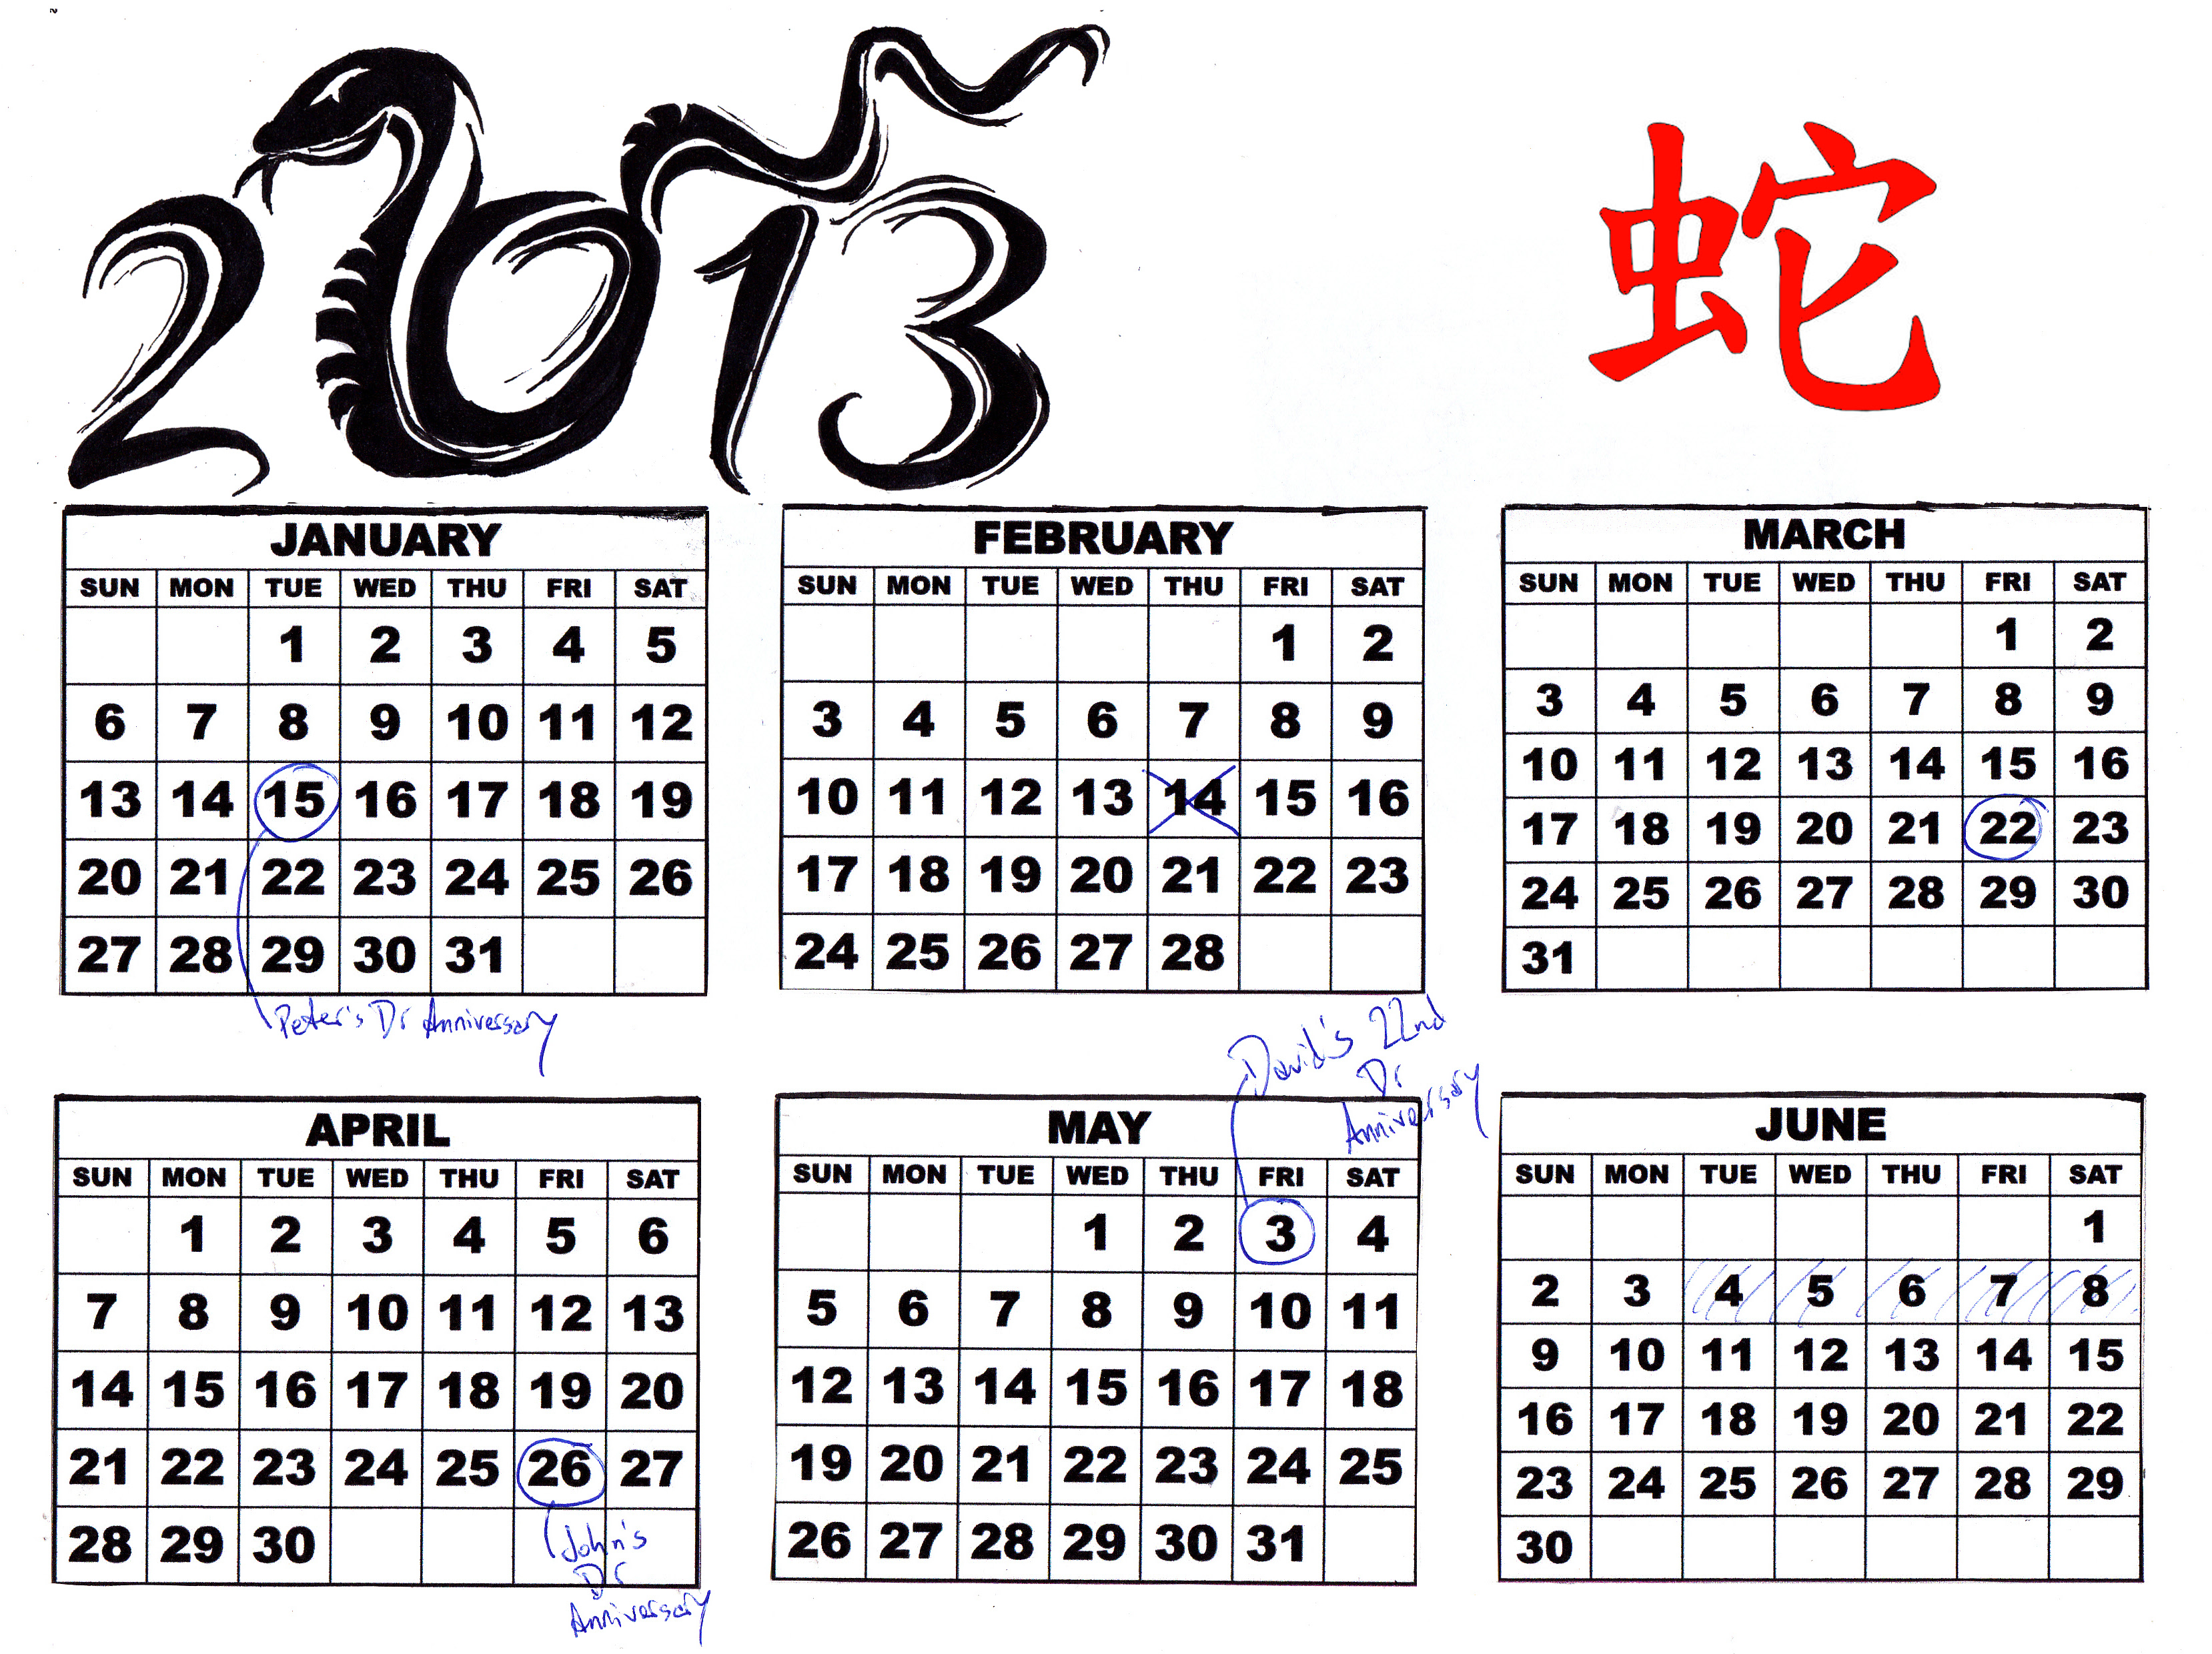 2013
蛇
JANUARY
SUN MON TUE WED THU FRI SAT
1 2 3 4 5
6 7 8 9 10 11 12
13 14 15 16 17 18 19
20 21 22 23 24 25 26
27 28 29 30 31
Peter's Dr Anniversary
FEBRUARY
SUN MON TUE WED THU FRI SAT
1 2
3 4 5 6 7 8 9
10 11 12 13 14 15 16
17 18 19 20 21 22 23
24 25 26 27 28
MARCH
SUN MON TUE WED THU FRI SAT
1 2
3 4 5 6 7 8 9
10 11 12 13 14 15 16
17 18 19 20 21 22 23
24 25 26 27 28 29 30
31
APRIL
SUN MON TUE WED THU FRI SAT
1 2 3 4 5 6
7 8 9 10 11 12 13
14 15 16 17 18 19 20
21 22 23 24 25 26 27
28 29 30
John's
Dr
Anniversary
David's 22nd
Dr
Anniversary
MAY
SUN MON TUE WED THU FRI SAT
1 2 3 4
5 6 7 8 9 10 11
12 13 14 15 16 17 18
19 20 21 22 23 24 25
26 27 28 29 30 31
JUNE
SUN MON TUE WED THU FRI SAT
1
2 3 4 5 6 7 8
9 10 11 12 13 14 15
16 17 18 19 20 21 22
23 24 25 26 27 28 29
30